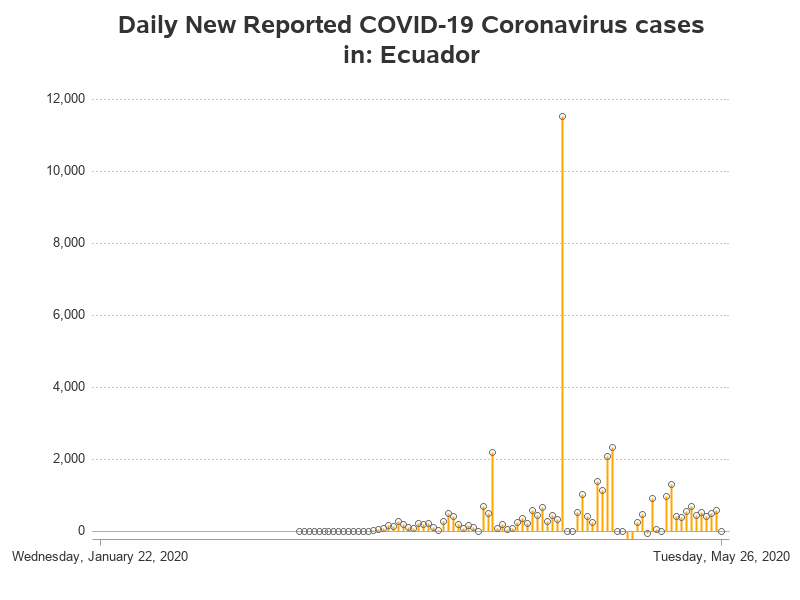 Daily New Reported COVID-19 Coronavirus cases
in: Ecuador
12,000
10,000
8,000
6,000
4,000
2,000
0
Wednesday, January 22, 2020
Tuesday, May 26, 2020